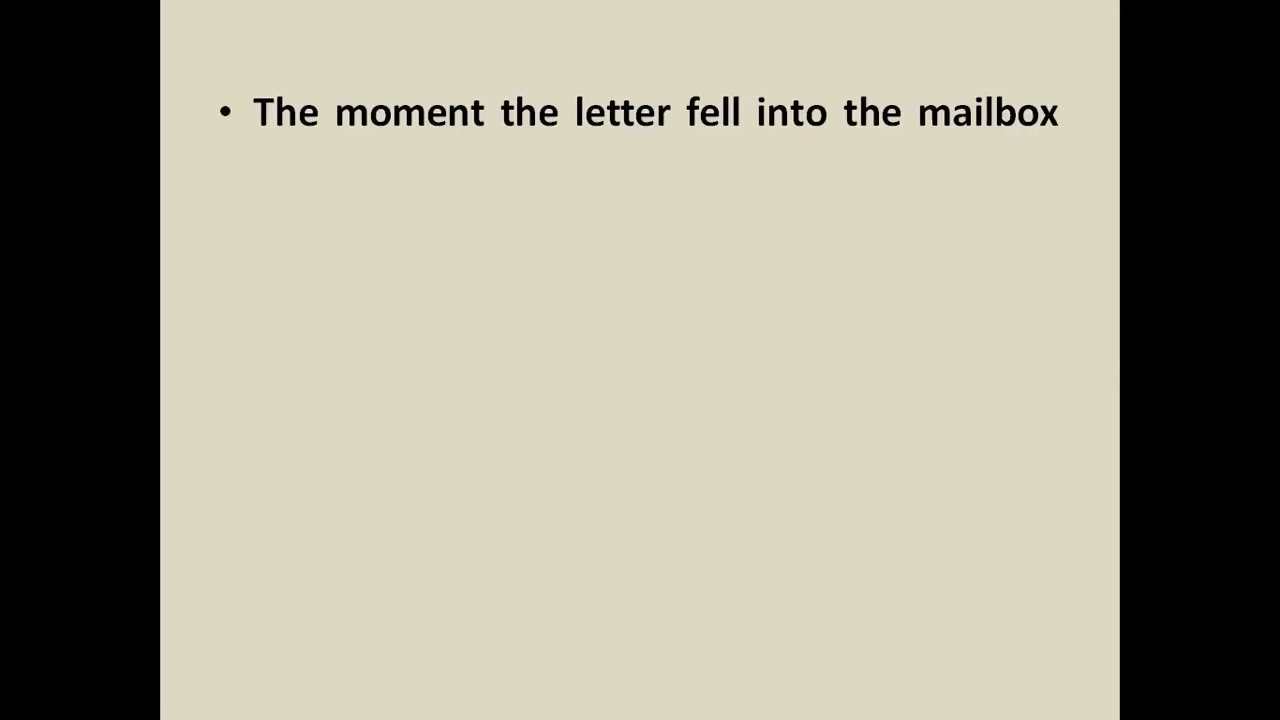 • The moment the letter fell into the mailbox